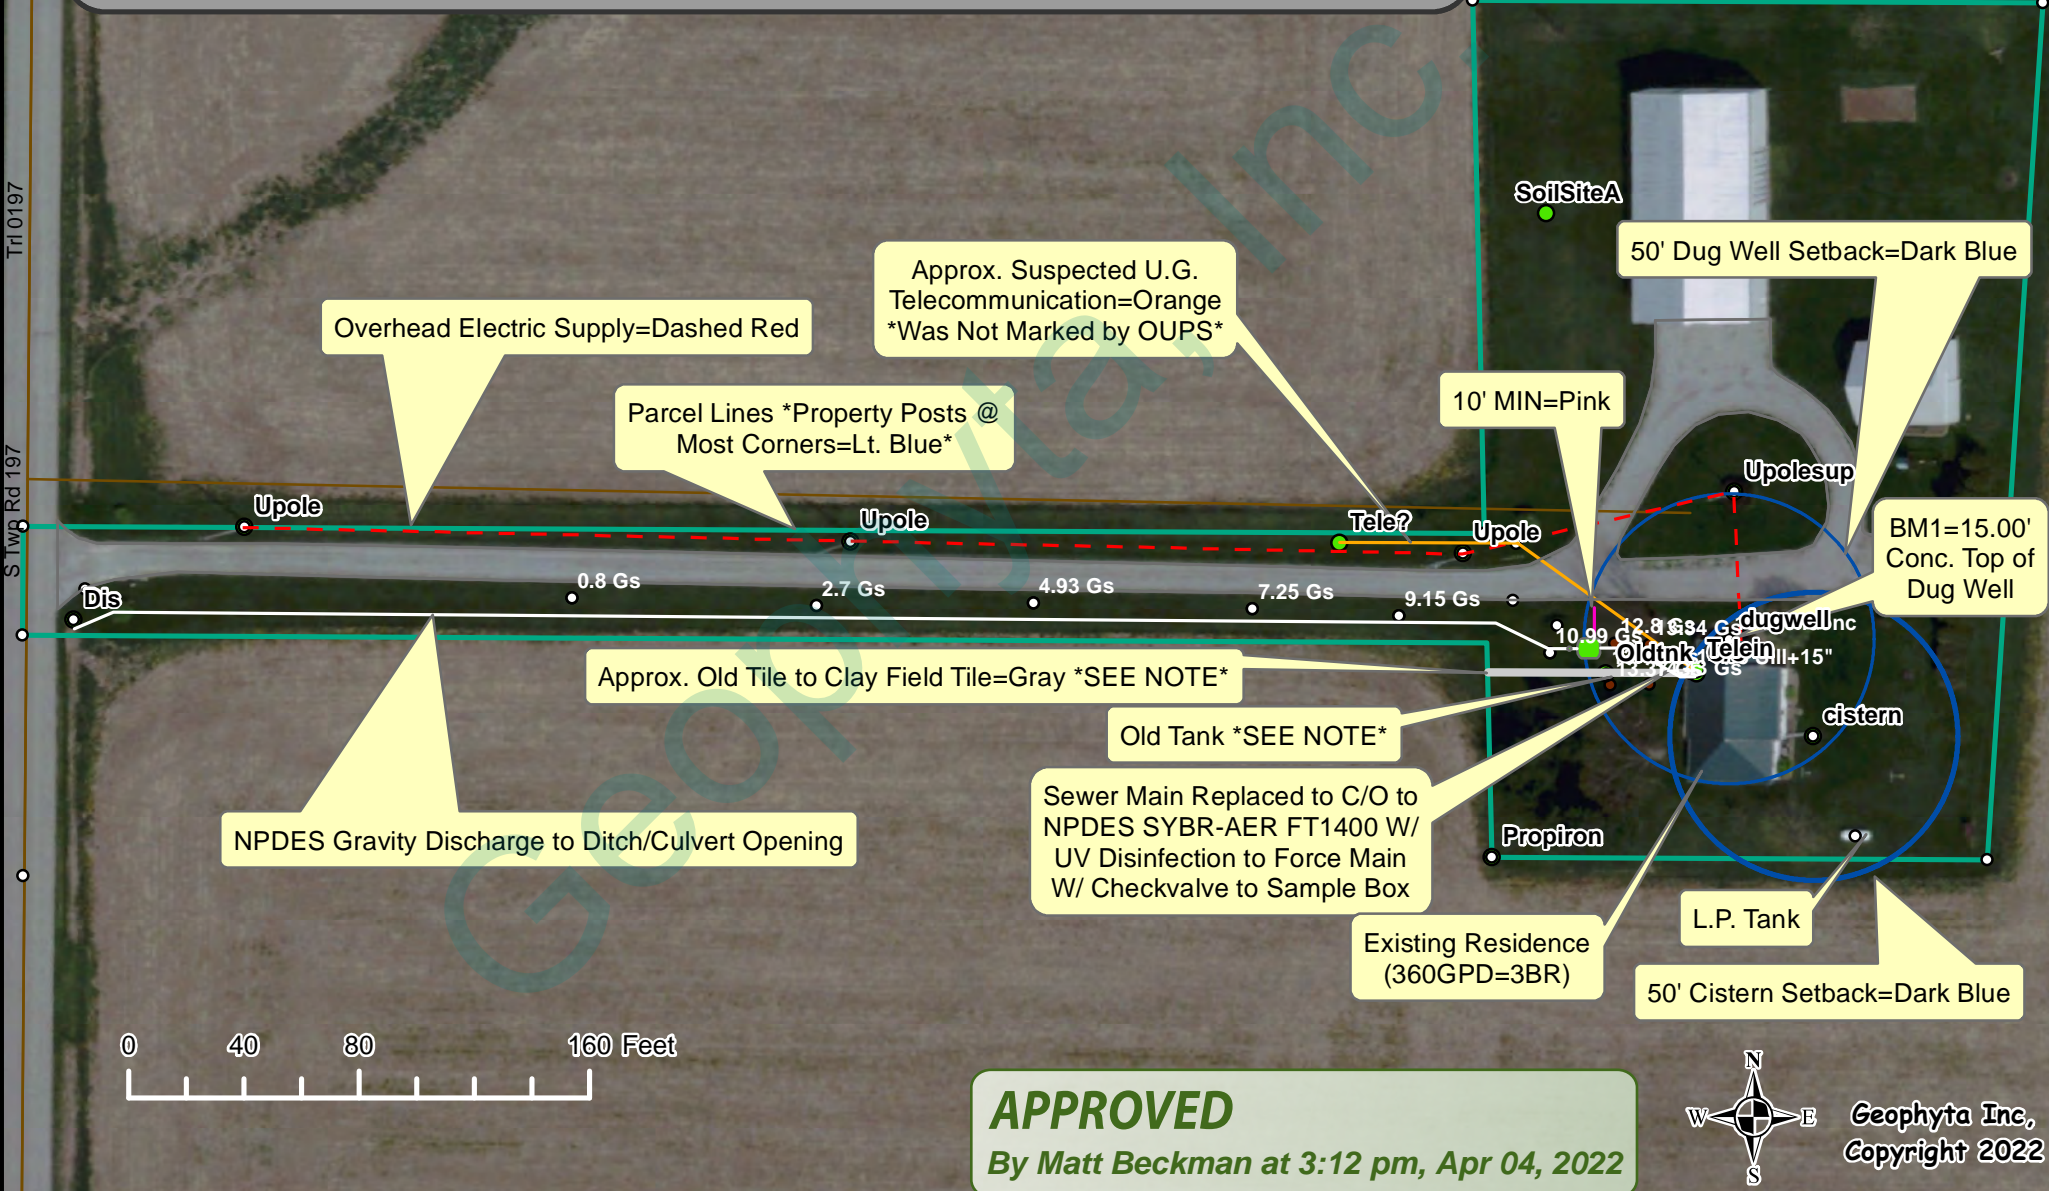 Trl 0197
S Twp Rd 197
SoilSiteA
50' Dug Well Setback=Dark Blue
Approx. Suspected U.G.
Telecommunication=Orange
*Was Not Marked by OUPS*
Overhead Electric Supply=Dashed Red
10' MIN=Pink
Parcel Lines *Property Posts @
Most Corners=Lt. Blue*
Upolesup
Upole
Upole
Tele?
Upole
BM1=15.00'
Conc. Top of
Dug Well
Dis
0.8 Gs
2.7 Gs
4.93 Gs
7.25 Gs
9.15 Gs
10.99 Gs
12.8 Gs
dugwell
Oldtnk
Telein
Approx. Old Tile to Clay Field Tile=Gray *SEE NOTE*
Old Tank *SEE NOTE*
cistern
Sewer Main Replaced to C/O to
NPDES SYBR-AER FT1400 W/
UV Disinfection to Force Main
W/ Checkvalve to Sample Box
NPDES Gravity Discharge to Ditch/Culvert Opening
Propiron
L.P. Tank
Existing Residence
(360GPD=3BR)
50' Cistern Setback=Dark Blue
0 40 80 160 Feet
APPROVED
By Matt Beckman at 3:12 pm, Apr 04, 2022
N
W E
S
Geophyta Inc,
Copyright 2022
Geophyta, Inc.